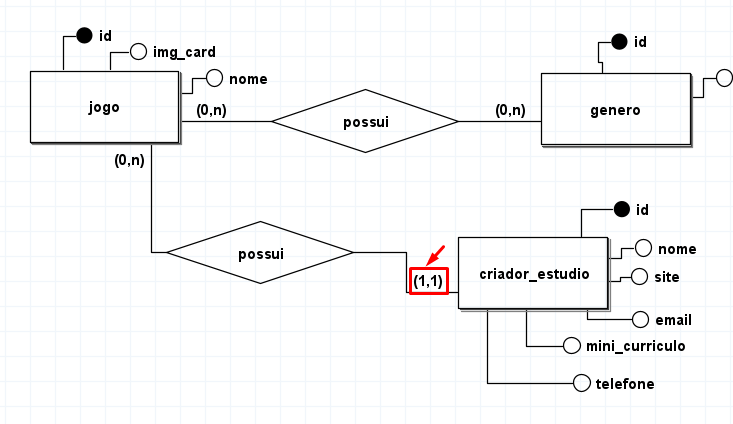 id
img_card
nome
jogo
(0,n)
possui
(0,n)
id
genero
(0,n)
possui
(1,1)
id
criador_estudio
nome
site
email
mini_curriculo
telefone